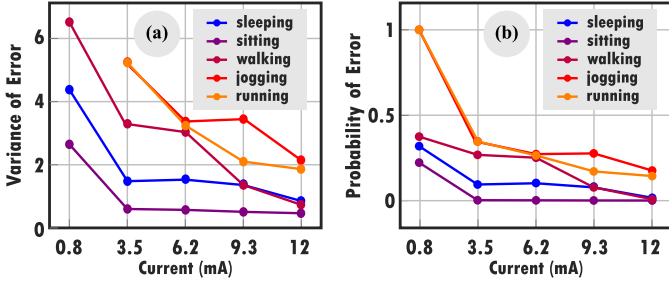 (a)
sleeping
sitting
walking
jogging
running
Variance of Error
6
4
2
0
0.8 3.5 6.2 9.3 12
Current (mA)
(b)
sleeping
sitting
walking
jogging
running
Probability of Error
1
0.5
0
0.8 3.5 6.2 9.3 12
Current (mA)